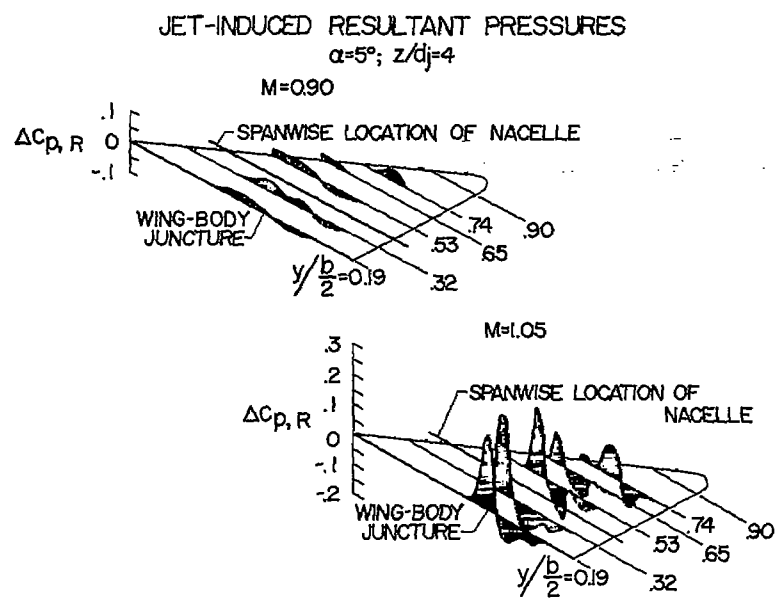 JET-INDUCED RESULTANT PRESSURES
α=5°; z/dj=4
M=0.90
.1
ΔCp, R
0
-.1
SPANWISE LOCATION OF NACELLE
WING-BODY
JUNCTURE
y/b/2=0.19
.32
.53
.65
.74
.90
M=1.05
.3
.2
.1
ΔCp, R
0
-.1
-.2
SPANWISE LOCATION OF
NACELLE
WING-BODY
JUNCTURE
y/b/2=0.19
.32
.53
.65
.74
.90